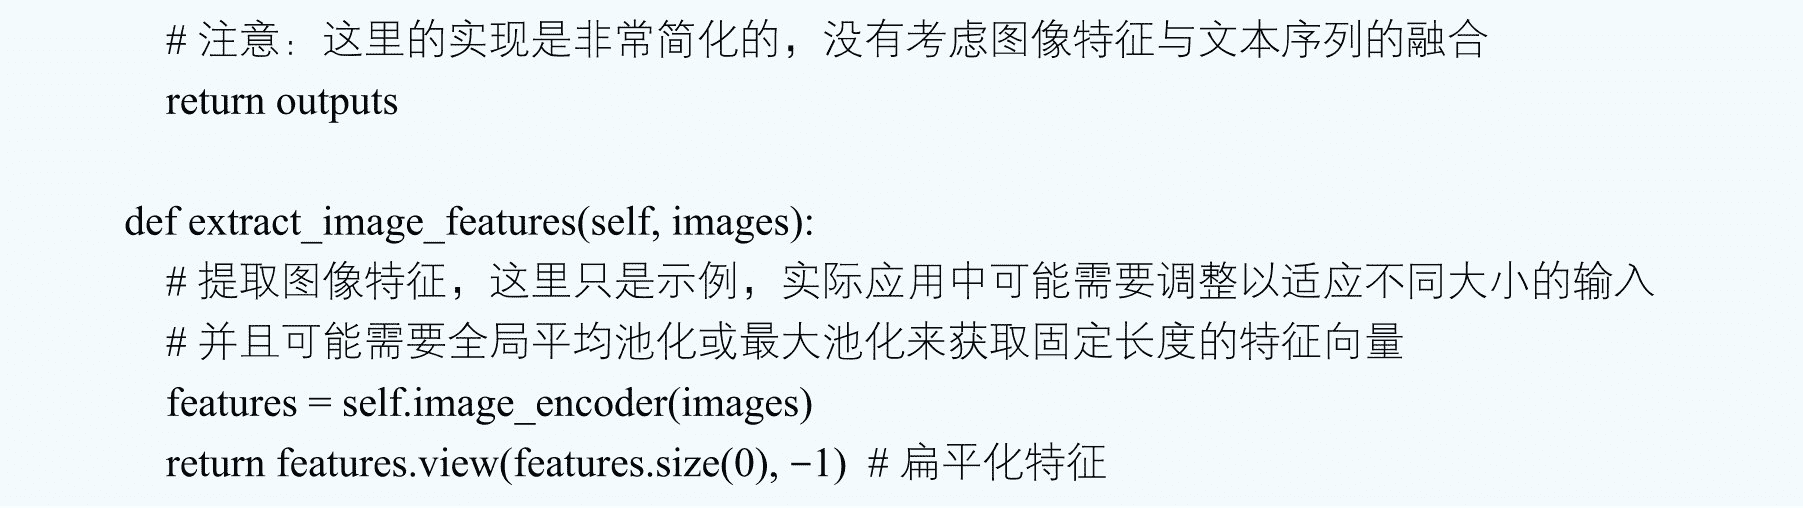 # 注意：这里的实现是非常简化的，没有考虑图像特征与文本序列的融合
return outputs
def extract_image_features(self, images):
# 提取图像特征，这里只是示例，实际应用中可能需要调整以适应不同大小的输入
# 并且可能需要全局平均池化或最大池化来获取固定长度的特征向量
features = self.image_encoder(images)
return features.view(features.size(0), −1)  # 扁平化特征